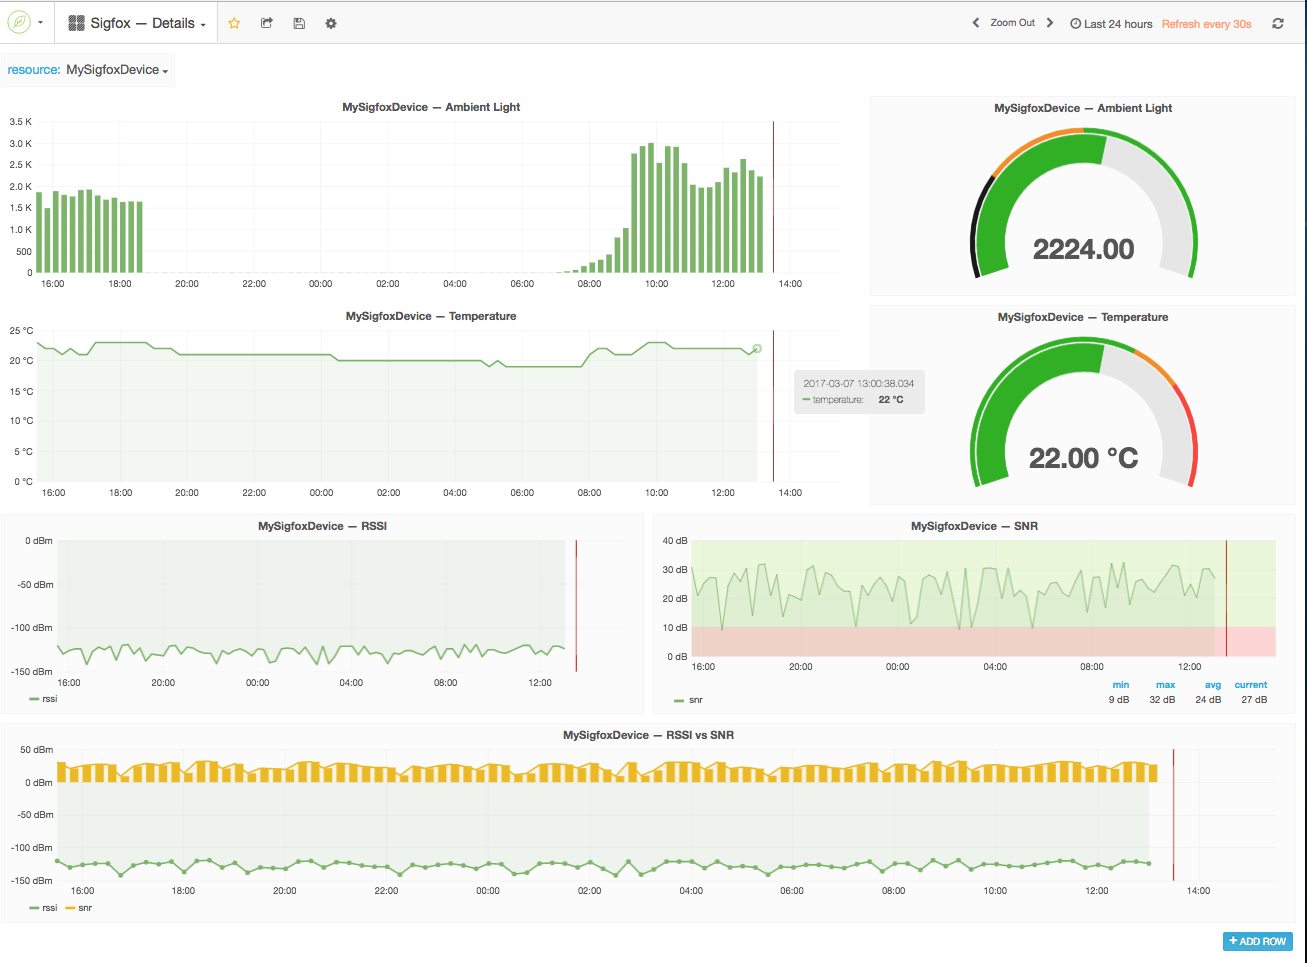 Sigfox — Details
Zoom Out
Last 24 hours Refresh every 30s
resource: MySigfoxDevice
MySigfoxDevice — Ambient Light
3.5 K
3.0 K
2.5 K
2.0 K
1.5 K
1.0 K
500
0
16:00 18:00 20:00 22:00 00:00 02:00 04:00 06:00 08:00 10:00 12:00 14:00
MySigfoxDevice — Ambient Light
2224.00
MySigfoxDevice — Temperature
25 °C
20 °C
15 °C
10 °C
5 °C
0 °C
16:00 18:00 20:00 22:00 00:00 02:00 04:00 06:00 08:00 10:00 12:00 14:00
2017-03-07 13:00:38.034
temperature: 22 °C
MySigfoxDevice — Temperature
22.00 °C
MySigfoxDevice — RSSI
0 dBm
-50 dBm
-100 dBm
-150 dBm
16:00 20:00 00:00 04:00 08:00 12:00
rssi
MySigfoxDevice — SNR
40 dB
30 dB
20 dB
10 dB
0 dB
16:00 20:00 00:00 04:00 08:00 12:00
min max avg current
snr 9 dB 32 dB 24 dB 27 dB
MySigfoxDevice — RSSI vs SNR
50 dBm
0 dBm
-50 dBm
-100 dBm
-150 dBm
16:00 18:00 20:00 22:00 00:00 02:00 04:00 06:00 08:00 10:00 12:00 14:00
rssi snr
+ ADD ROW